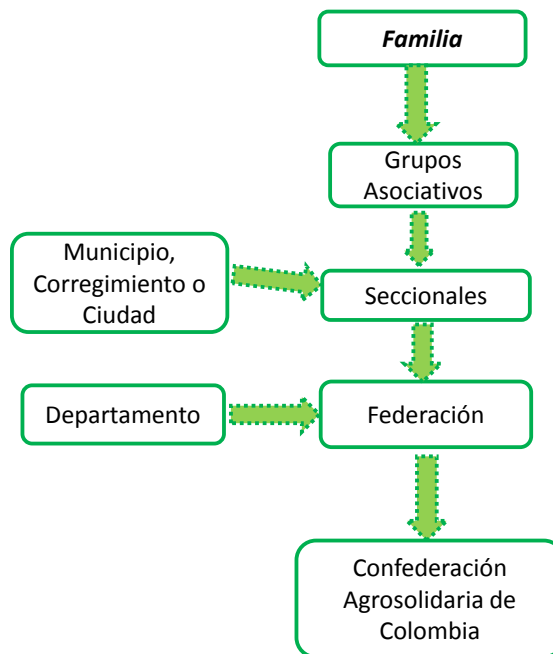 Familia
Grupos
Asociativos
Municipio,
Corregimiento o
Ciudad
Seccionales
Departamento
Federación
Confederación
Agrosolidaria de
Colombia